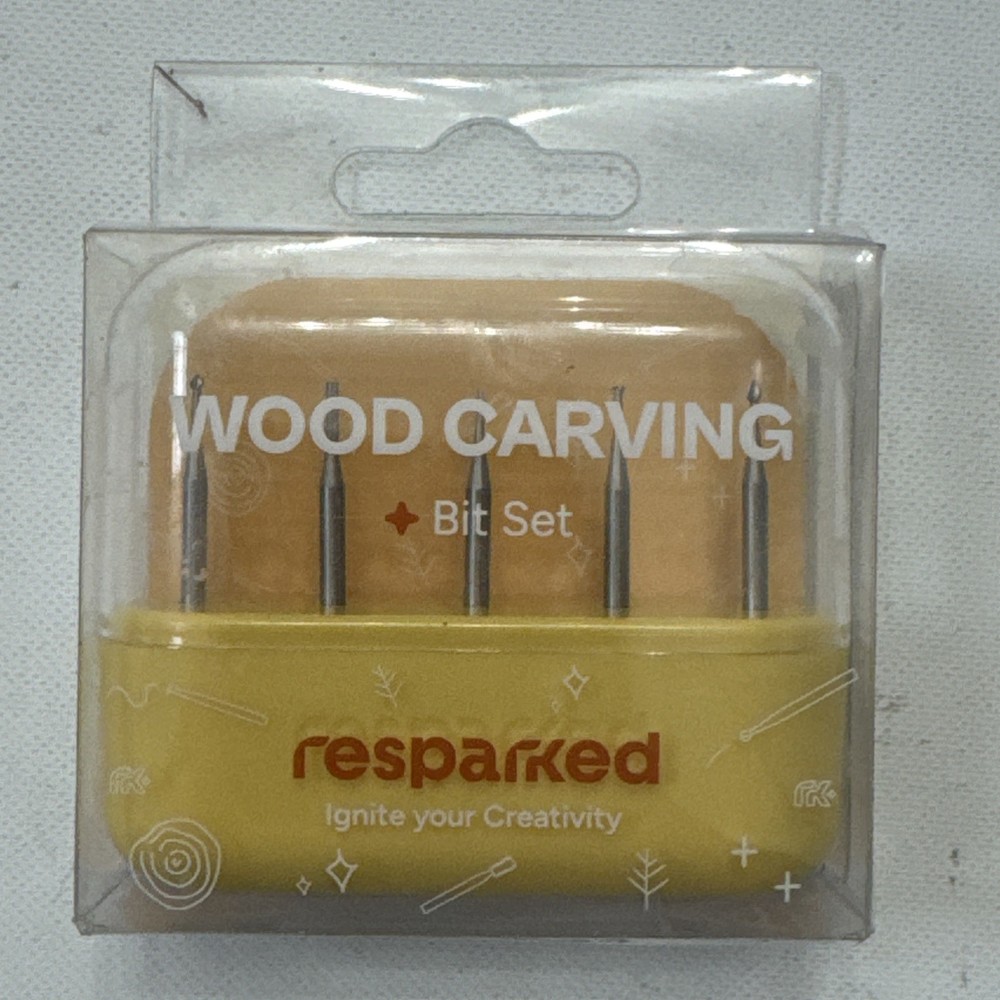 WOOD CARVING
Bit Set
resparked
Ignite your Creativity